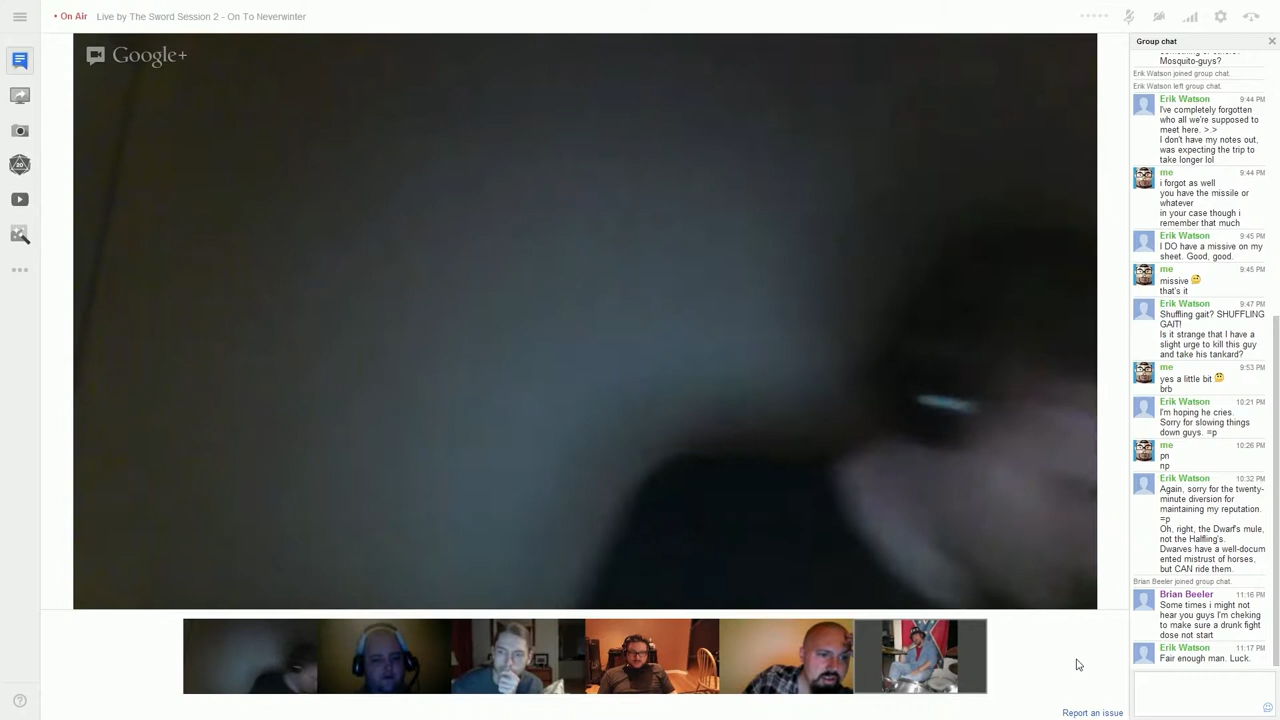 • On Air Live by The Sword Session 2 - On To Neverwinter
Google+
20
Group chat
Mosquito-guys?
Erik Watson joined group chat.
Erik Watson left group chat.
Erik Watson 9:44 PM
I've completely forgotten
who all we're supposed to
meet here. >.>
I don't have my notes out,
was expecting the trip to
take longer lol
me 9:44 PM
i forgot as well
you have the missile or
whatever
in your case though i
remember that much
Erik Watson 9:45 PM
I DO have a missive on my
sheet. Good, good.
me 9:45 PM
missive
that's it
Erik Watson 9:47 PM
Shuffling gait? SHUFFLING
GAIT!
Is it strange that I have a
slight urge to kill this guy
and take his tankard?
me 9:53 PM
yes a little bit
brb
Erik Watson 10:21 PM
I'm hoping he cries.
Sorry for slowing things
down guys. =p
me 10:26 PM
pn
np
Erik Watson 10:32 PM
Again, sorry for the twenty-
minute diversion for
maintaining my reputation.
=p
Oh, right, the Dwarf's mule,
not the Halfling's.
Dwarves have a well-docum
ented mistrust of horses,
but CAN ride them.
Brian Beeler joined group chat.
Brian Beeler 11:16 PM
Some times i might not
hear you guys I'm cheking
to make sure a drunk fight
dose not start
Erik Watson 11:17 PM
Fair enough man. Luck.
Report an issue